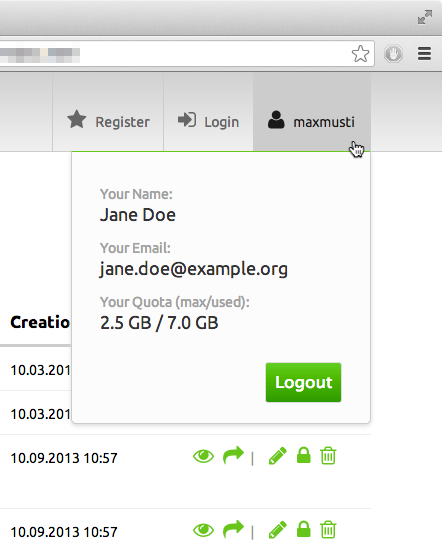 Register Login maxmusti
Your Name:
Jane Doe
Your Email:
jane.doe@example.org
Your Quota (max/used):
2.5 GB / 7.0 GB
Logout
Creatio
10.03.201
10.03.201
10.09.2013 10:57 |
10.09.2013 10:57 |